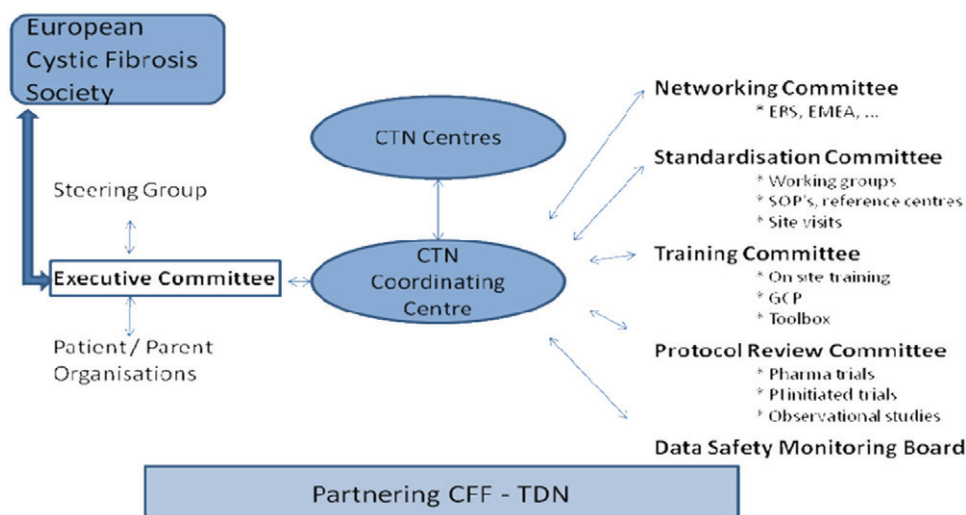 European
Cystic Fibrosis
Society
CTN Centres
Steering Group
Executive Committee
CTN
Coordinating
Centre
Patient / Parent
Organisations
Networking Committee
* ERS, EMEA, ...
Standardisation Committee
* Working groups
* SOP's, reference centres
* Site visits
Training Committee
* On site training
* GCP
* Toolbox
Protocol Review Committee
* Pharma trials
* PI initiated trials
* Observational studies
Data Safety Monitoring Board
Partnering CFF - TDN